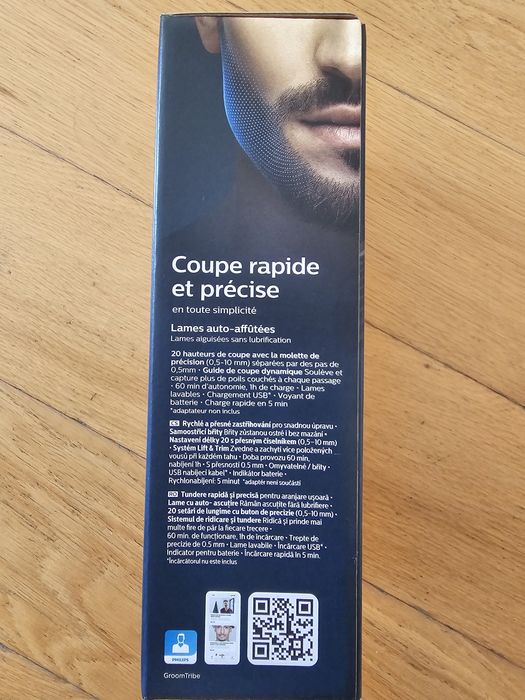 Coupe rapide
et précise
en toute simplicité
Lames auto-affûtées
Lames aiguisées sans lubrification
20 hauteurs de coupe avec la molette de
précision (0,5-10 mm) séparées par des pas de
0,5mm • Guide de coupe dynamique Soulève et
capture plus de poils couchés à chaque passage
• 60 min d'autonomie, 1h de charge • Lames
lavables • Chargement USB* • Voyant de
batterie • Charge rapide en 5 min
*adaptateur non inclus
CS Rychlé a přesné zastřihování pro snadnou úpravu •
Samoostřicí břity Břity zůstanou ostré i bez mazání •
Nastavení délky 20 s přesným číselníkem (0,5-10 mm)
• Systém Lift & Trim Zvedne a zachytí více položených
vousů při každém tahu • Doba provozu 60 min,
nabíjení 1h • S přesností 0.5 mm • Omyvatelné / břity •
USB nabíjecí kabel* • Indikátor baterie •
Rychlonabíjení: 5 minut *adaptér není součástí
RO Tundere rapidă şi precisă pentru aranjare uşoară •
Lame cu auto- ascuţire Rămân ascuţite fără lubrifiere •
20 setări de lungime cu buton de precizie (0,5-10mm) •
Sistemul de ridicare şi tundere Ridică şi prinde mai
multe fire de păr la fiecare trecere •
60 min. de funcţionare, 1h de încărcare • Trepte de
precizie de 0.5 mm • Lame lavabile • Încărcare USB* •
Indicator pentru baterie • Încărcare rapidă în 5 min.
*Încărcătorul nu este inclus
PHILIPS
GroomTribe